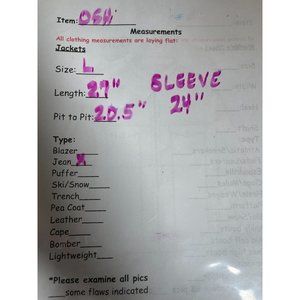 Item: OSH
Measurements
All clothing measurements are laying flat
Jackets
Size: L
SLEEVE
Length: 27"
24"
Pit to Pit: 20.5"
Type:
Blazer
Jean X
Puffer
Ski/Snow
Trench
Pea Coat
Leather
Cape
Bomber
Lightweight
*Please examine all pics
some flaws indicated